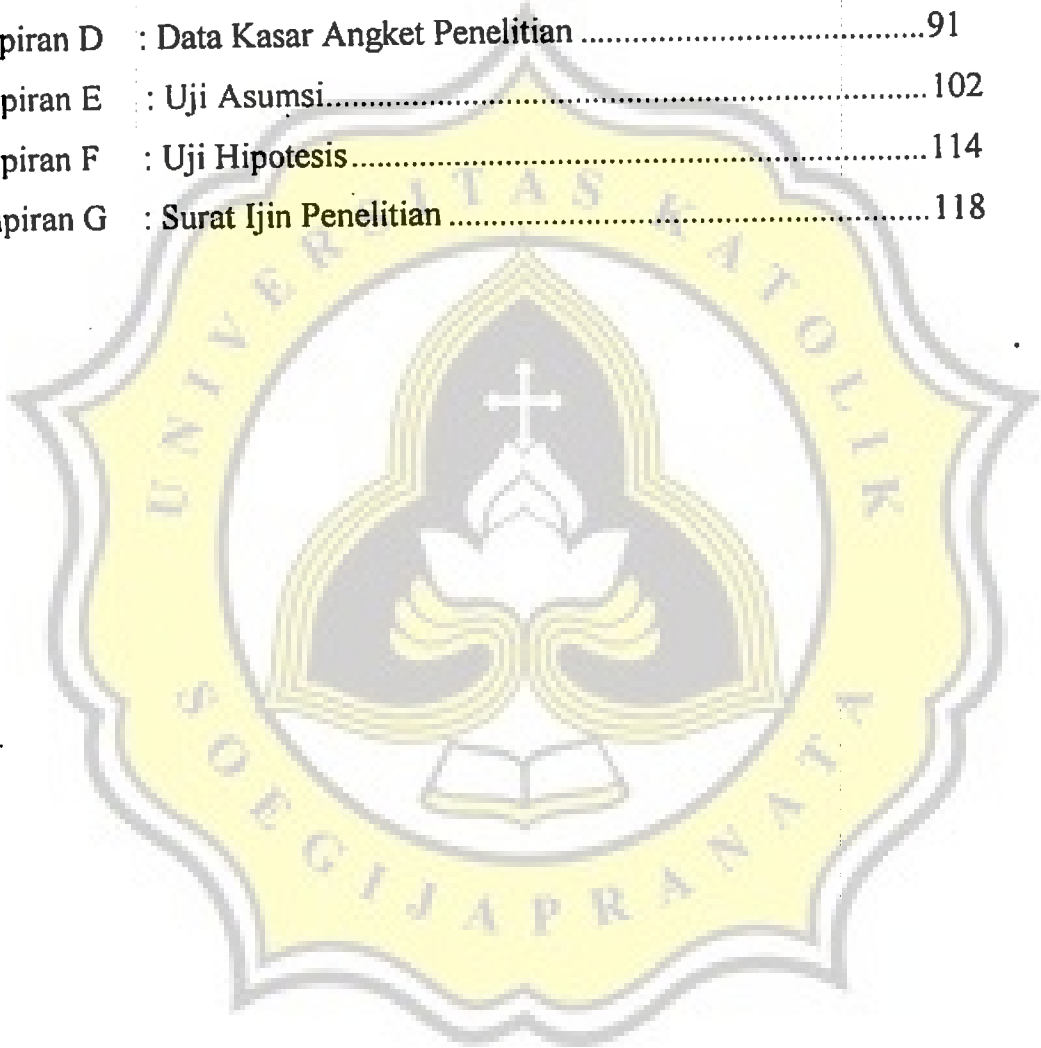 piran D : Data Kasar Angket Penelitian ....................................91
piran E : Uji Asumsi...............................................................102
piran F : Uji Hipotesis............................................................114
piran G : Surat Ijin Penelitian ..................................................118
UNIVERSITAS KATOLIK
SOEGIJAPRANATA